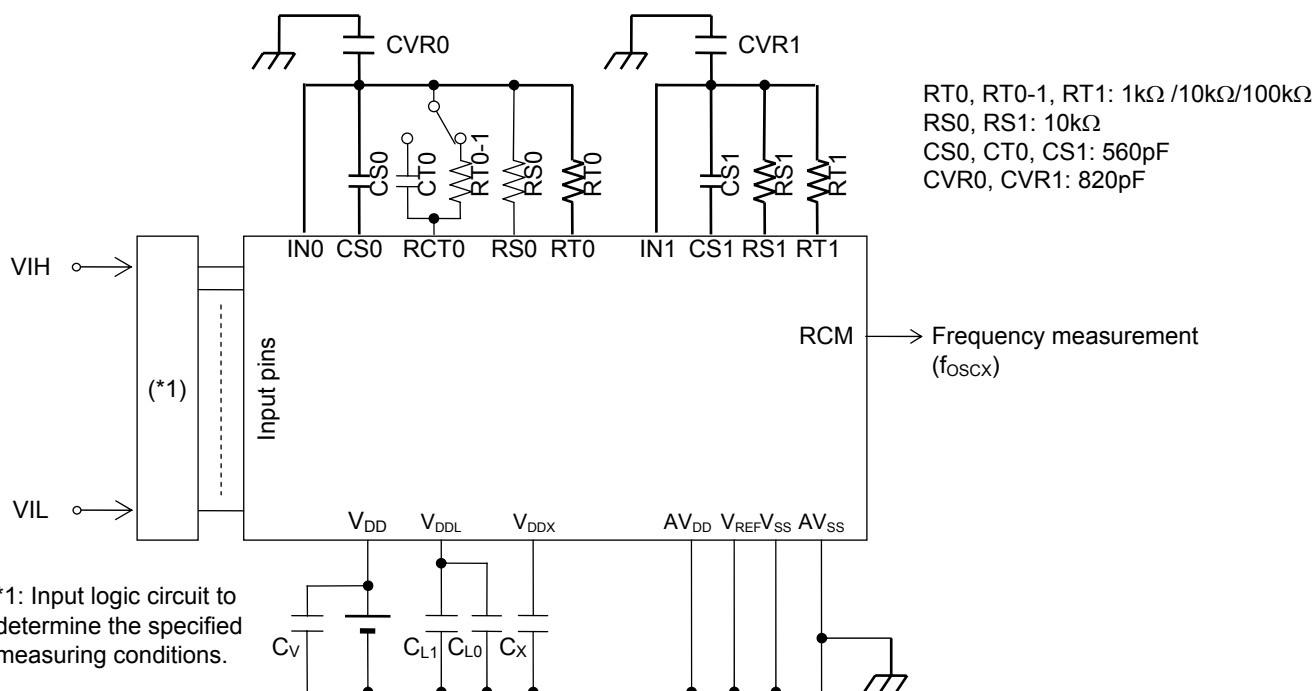 CVR0
CVR1
RT0, RT0-1, RT1: 1kΩ /10kΩ/100kΩ
RS0, RS1: 10kΩ
CS0, CT0, CS1: 560pF
CVR0, CVR1: 820pF
CS0
CT0
RT0-1
RS0
RT0
CS1
RS1
RT1
IN0 CS0 RCT0 RS0 RT0
IN1 CS1 RS1 RT1
VIH
(*1)
Input pins
RCM
Frequency measurement
(fOSCX)
VIL
VDD VDDL VDDX AVDD VREF VSS AVSS
*1: Input logic circuit to
determine the specified
measuring conditions.
CV CL1 CL0 CX